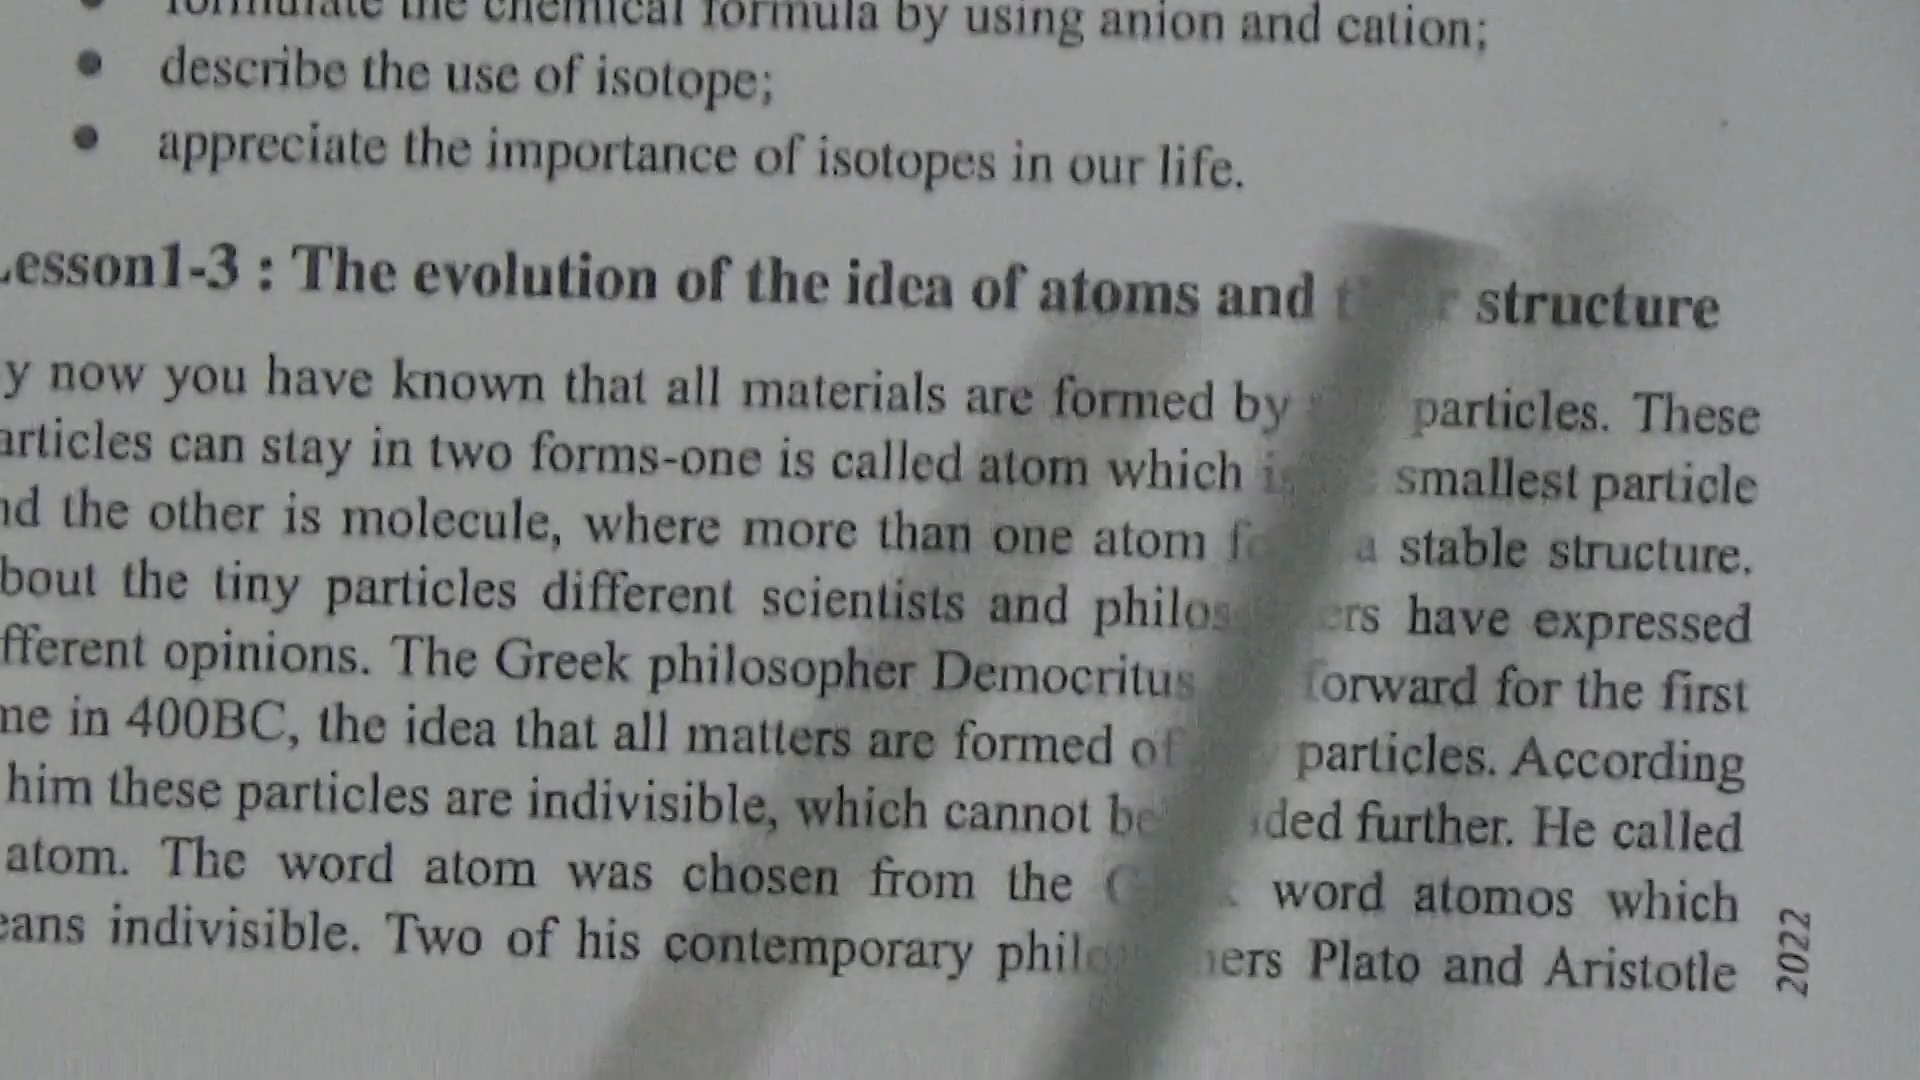 formulate the chemical formula by using anion and cation;
• describe the use of isotope;
• appreciate the importance of isotopes in our life.
Lesson1-3 : The evolution of the idea of atoms and structure
y now you have known that all materials are formed by particles. These
articles can stay in two forms-one is called atom which smallest particle
nd the other is molecule, where more than one atom a stable structure.
bout the tiny particles different scientists and philosophers have expressed
fferent opinions. The Greek philosopher Democritus forward for the first
me in 400BC, the idea that all matters are formed of particles. According
him these particles are indivisible, which cannot be further. He called
atom. The word atom was chosen from the word atomos which
eans indivisible. Two of his contemporary philosophers Plato and Aristotle
2022